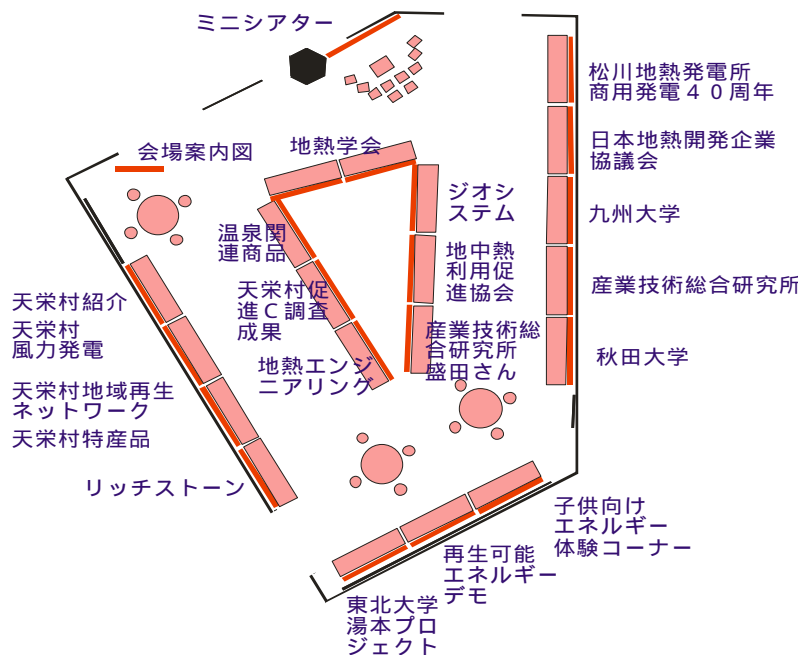 ミニシアター
松川地熱発電所
商用発電４０周年
日本地熱開発企業
協議会
会場案内図
地熱学会
ジオシ
ステム
九州大学
温泉関
連商品
地中熱
利用促
進協会
産業技術総合研究所
天栄村紹介
天栄村促
進Ｃ調査
成果
天栄村
風力発電
産業技術総
合研究所
盛田さん
秋田大学
地熱エンジ
ニアリング
天栄村地域再生
ネットワーク
天栄村特産品
リッチストーン
子供向け
エネルギー
体験コーナー
再生可能
エネルギー
デモ
東北大学
湯本プロ
ジェクト